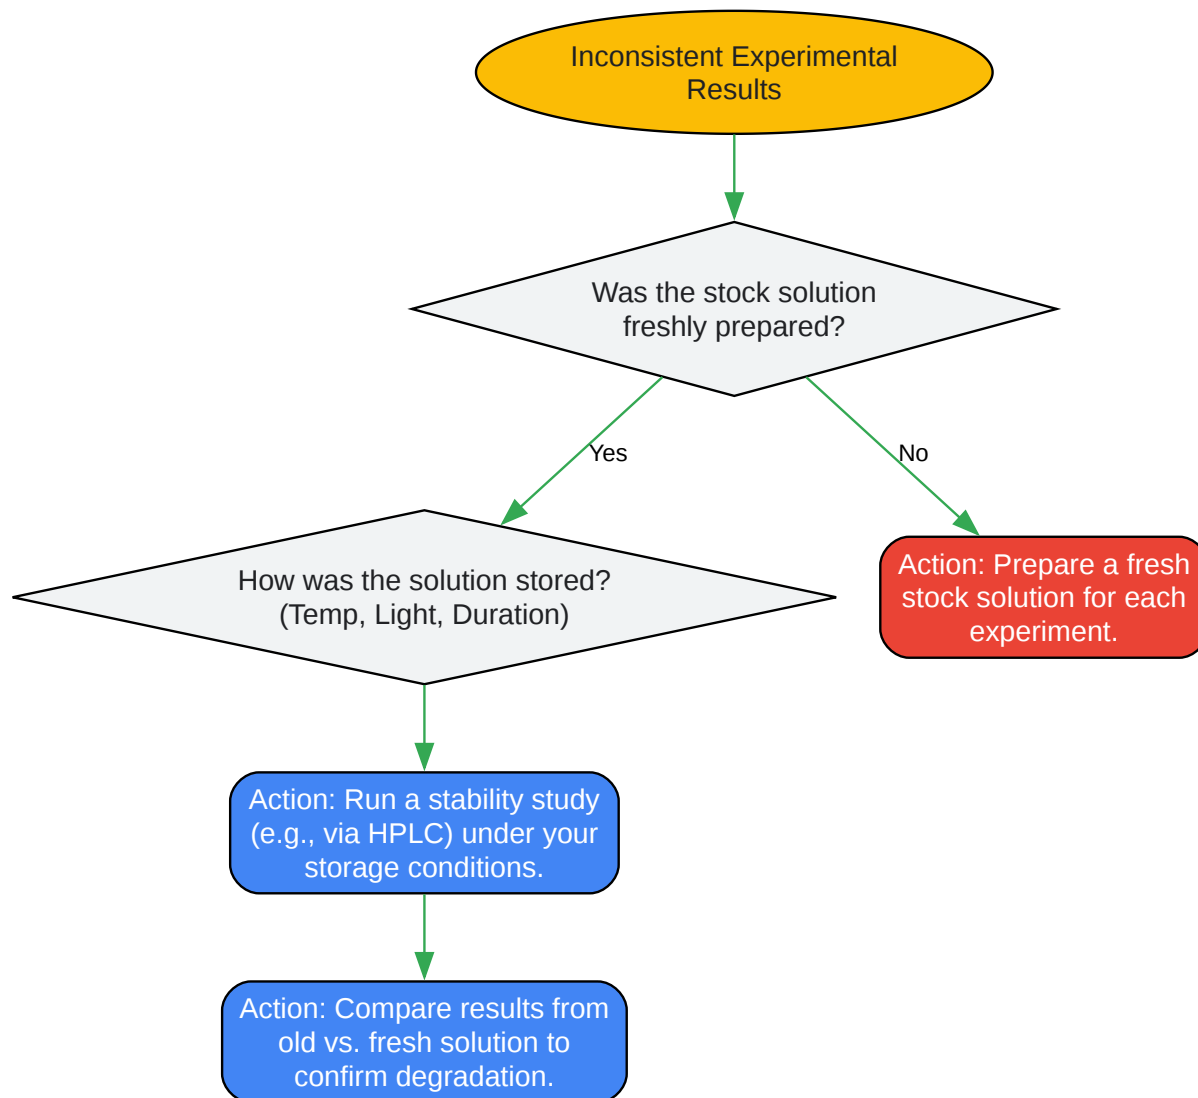 Inconsistent Experimental
Results
Was the stock solution
freshly prepared?
Yes
No
How was the solution stored?
(Temp, Light, Duration)
Action: Prepare a fresh
stock solution for each
experiment.
Action: Run a stability study
(e.g., via HPLC) under your
storage conditions.
Action: Compare results from
old vs. fresh solution to
confirm degradation.